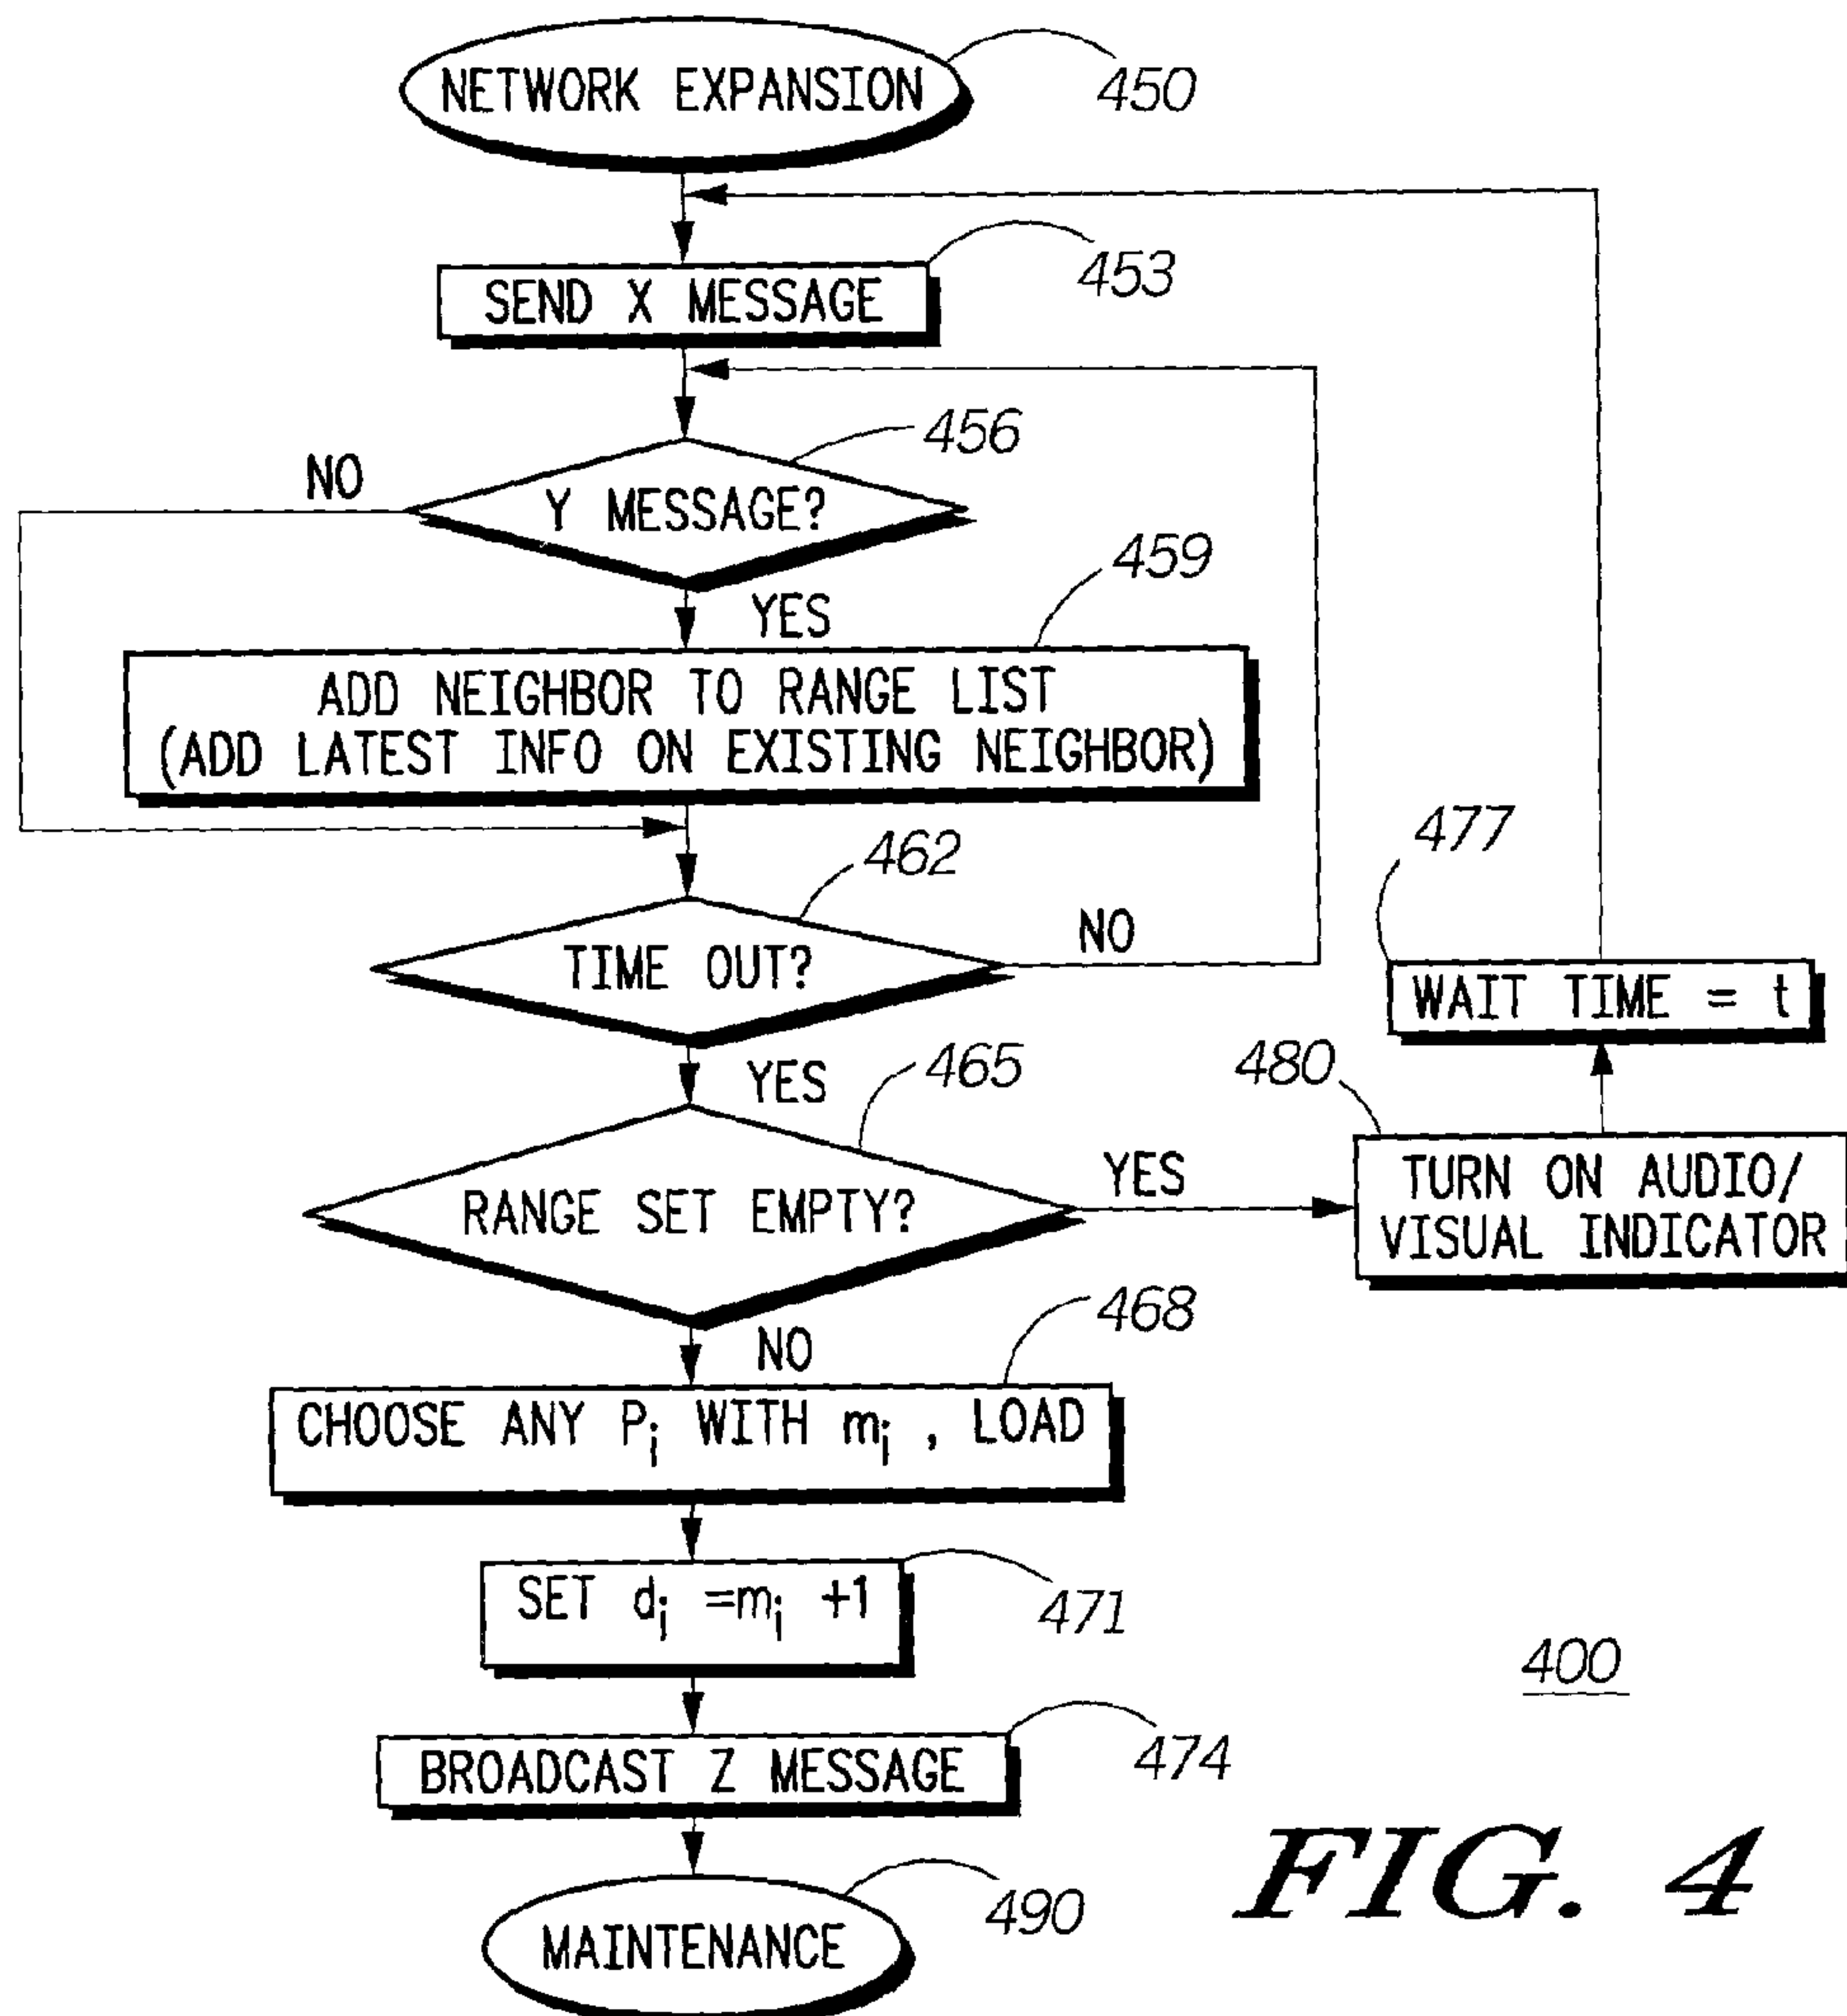 NETWORK EXPANSION
450
SEND X MESSAGE
453
456
NO
Y MESSAGE?
459
YES
ADD NEIGHBOR TO RANGE LIST
(ADD LATEST INFO ON EXISTING NEIGHBOR)
477
462
NO
TIME OUT?
WAIT TIME = t
480
465
YES
YES
TURN ON AUDIO/
VISUAL INDICATOR
RANGE SET EMPTY?
468
NO
CHOOSE ANY Pi WITH mi , LOAD
SET di =mi +1
471
400
BROADCAST Z MESSAGE
474
FIG. 4
490
MAINTENANCE